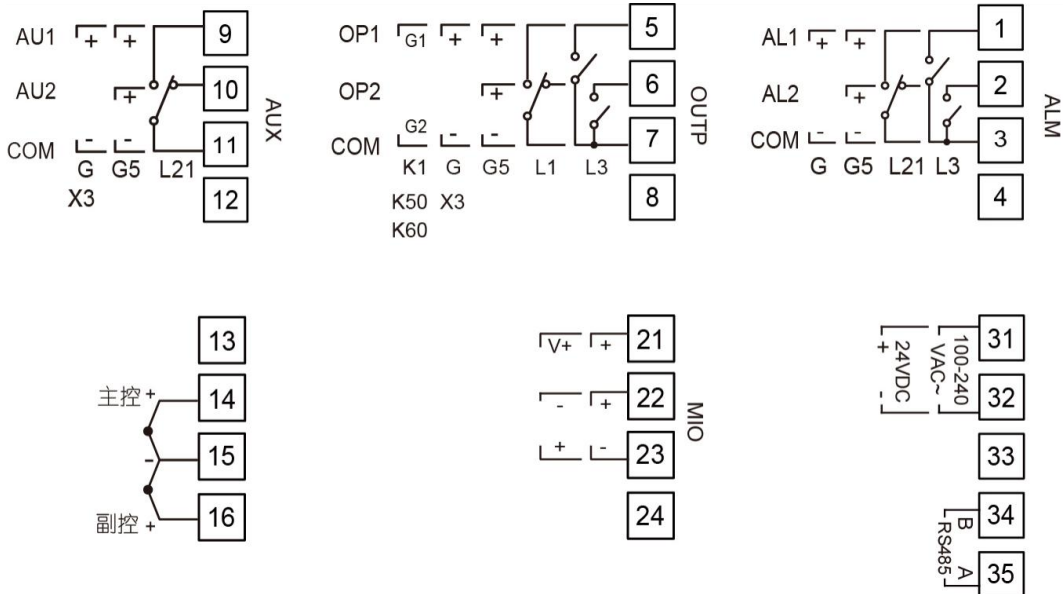 AU1 + + 9
AU2 + 10
COM - - 11
G G5 L21
X3 12
AUX
OP1 G1 + + 5
OP2 + 6
COM G2 - - 7
K1 G G5 L1 L3
K50 X3 8
K60
OUTP
AL1 + + 1
AL2 + 2
COM - - 3
G G5 L21 L3
4
ALM
13
主控 + 14
- 15
副控 + 16
V+ + 21
- + 22
+ - 23
24
MIO
31
32
100-240
VAC~
+ 24VDC -
33
34
35
B A
RS485